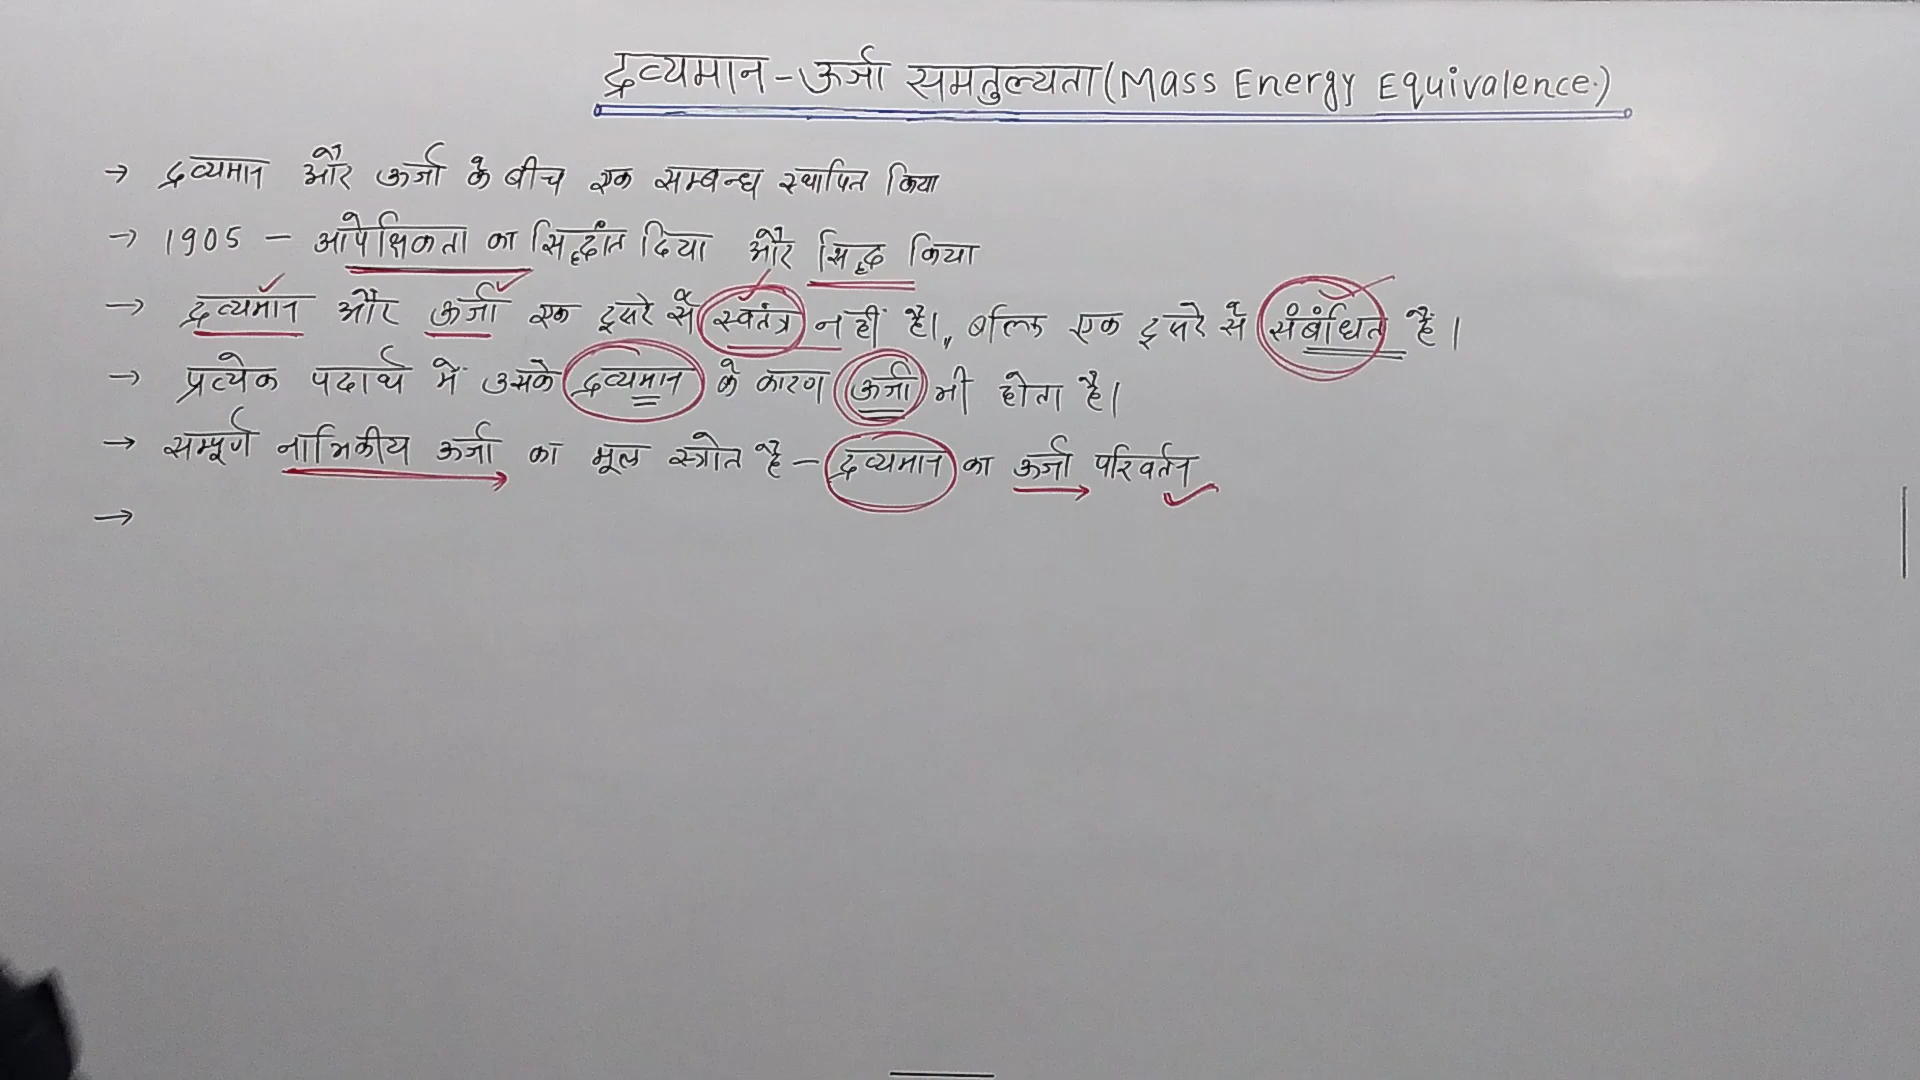 द्रव्यमान - ऊर्जा समतुल्यता (Mass Energy Equivalence.)
→ द्रव्यमान और ऊर्जा के बीच एक सम्बन्ध स्थापित किया
→ 1905 - आपेक्षिकता का सिद्धांत दिया और सिद्ध किया
→ द्रव्यमान और ऊर्जा एक दूसरे से स्वतंत्र नहीं है।,, बल्कि एक दूसरे से संबंधित हैं।
→ प्रत्येक पदार्थ में उसके द्रव्यमान के कारण ऊर्जा भी होता है।
→ सम्पूर्ण नाभिकीय ऊर्जा का मूल स्त्रोत है - द्रव्यमान का ऊर्जा परिवर्तन
→